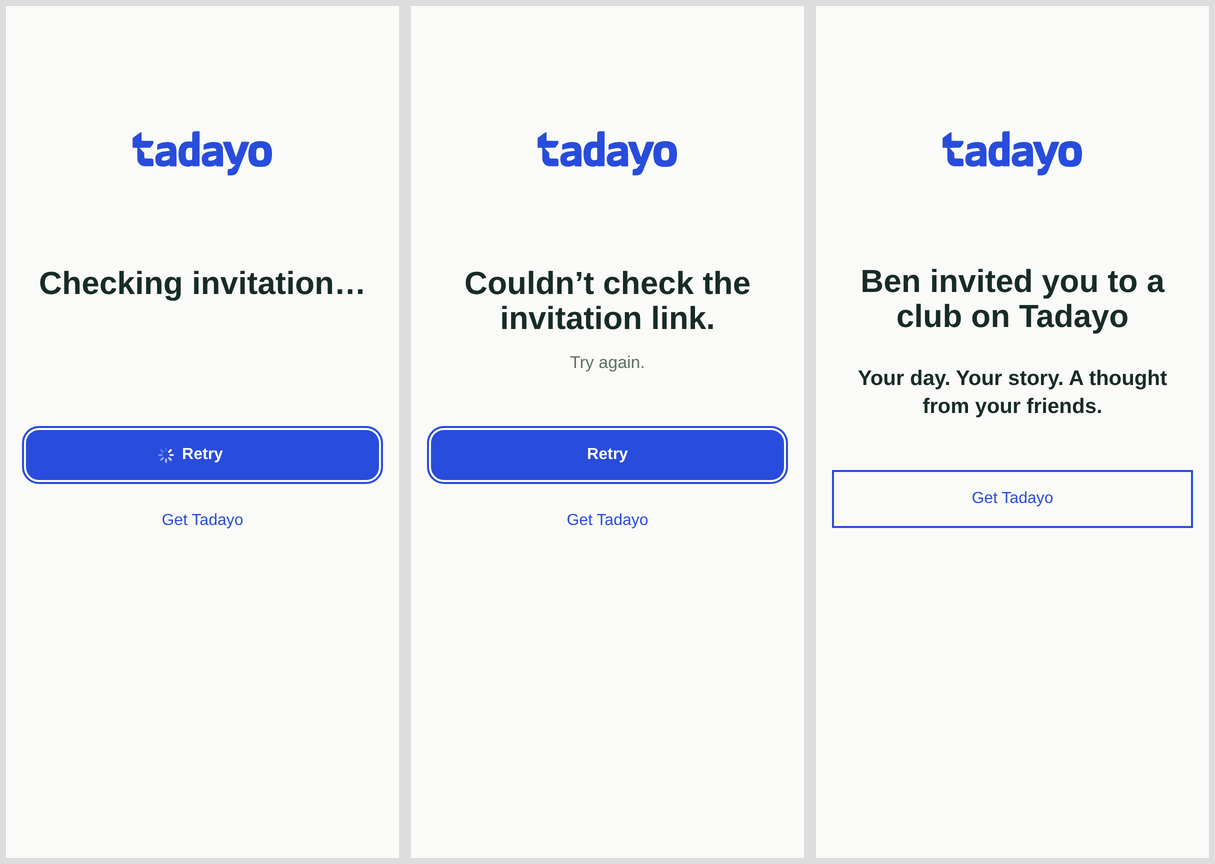 tadayo
Checking invitation…
Retry
Get Tadayo
tadayo
Couldn’t check the
invitation link.
Try again.
Retry
Get Tadayo
tadayo
Ben invited you to a
club on Tadayo
Your day. Your story. A thought
from your friends.
Get Tadayo